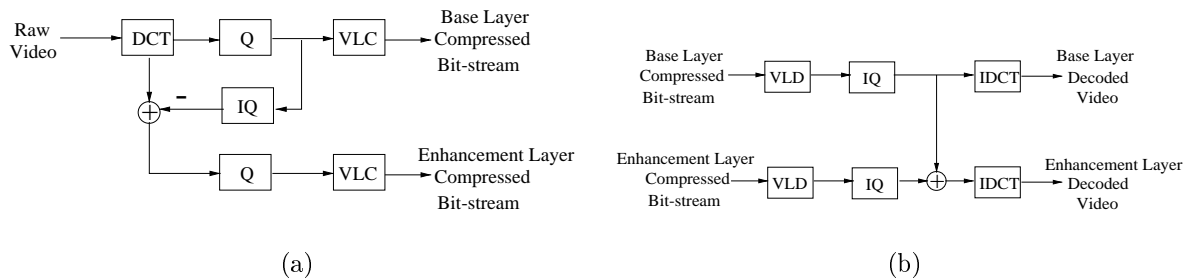 Raw
Video
DCT
Q
VLC
Base Layer
Compressed
Bit-stream
–
IQ
+
Q
VLC
Enhancement Layer
Compressed
Bit-stream
(a)
Base Layer
Compressed
Bit-stream
VLD
IQ
IDCT
Base Layer
Decoded
Video
Enhancement Layer
Compressed
Bit-stream
VLD
IQ
+
IDCT
Enhancement Layer
Decoded
Video
(b)